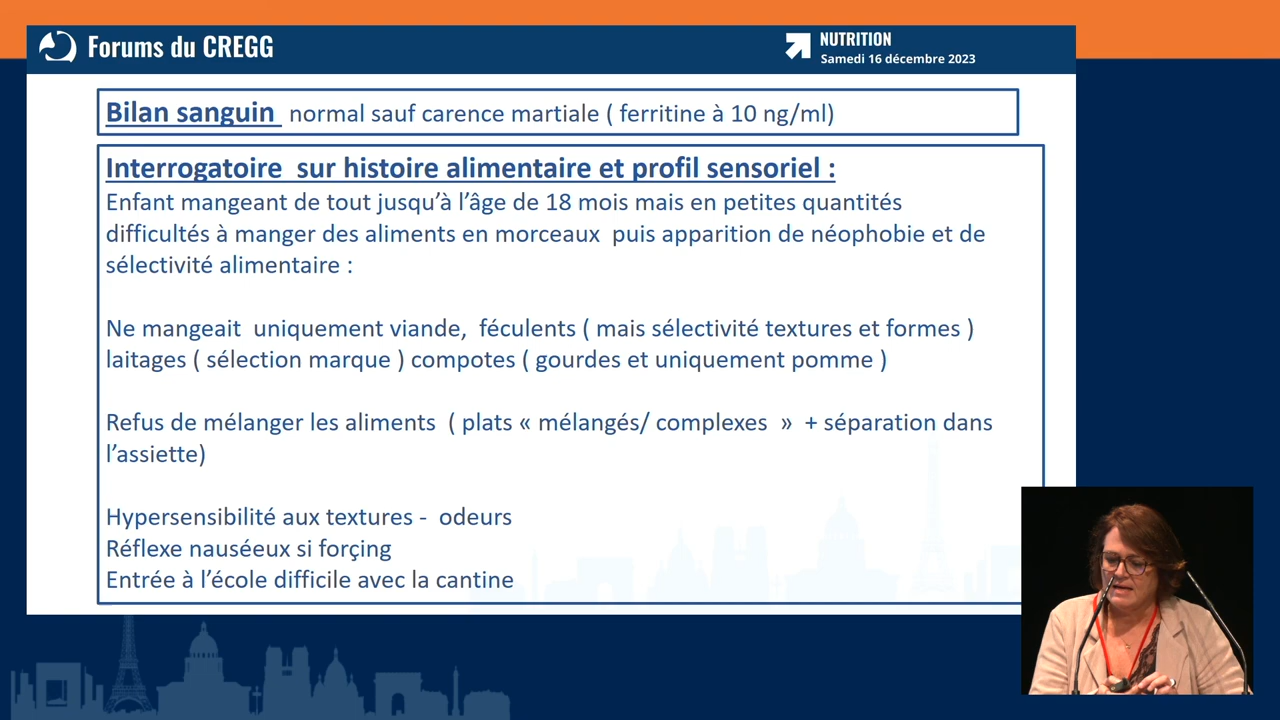 Forums du CREGG
NUTRITION
Samedi 16 décembre 2023
Bilan sanguin normal sauf carence martiale ( ferritine à 10 ng/ml)
Interrogatoire sur histoire alimentaire et profil sensoriel :
Enfant mangeant de tout jusqu'à l'âge de 18 mois mais en petites quantités
difficultés à manger des aliments en morceaux puis apparition de néophobie et de
sélectivité alimentaire :
Ne mangeait uniquement viande, féculents ( mais sélectivité textures et formes )
laitages ( sélection marque ) compotes ( gourdes et uniquement pomme )
Refus de mélanger les aliments ( plats « mélangés/ complexes » + séparation dans
l'assiette)
Hypersensibilité aux textures - odeurs
Réflexe nauséeux si forçing
Entrée à l'école difficile avec la cantine